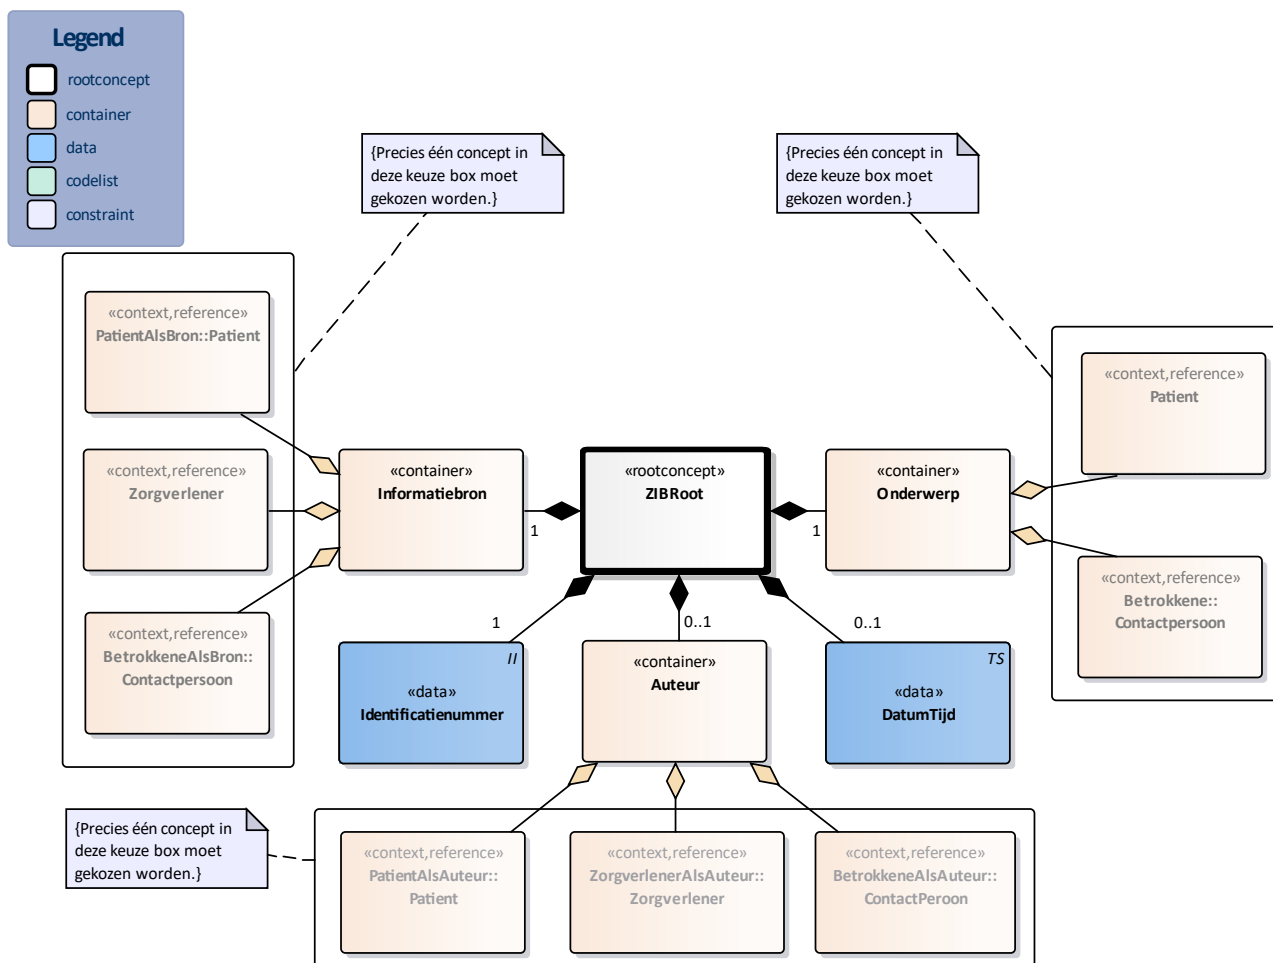 Legend
rootconcept
container
data
codelist
constraint
{Precies één concept in
deze keuze box moet
gekozen worden.}
{Precies één concept in
deze keuze box moet
gekozen worden.}
«context,reference»
PatientAlsBron::Patient
«context,reference»
Zorgverlener
«context,reference»
BetrokkeneAlsBron::
Contactpersoon
«container»
Informatiebron
1
«rootconcept»
ZIBRoot
1
«container»
Onderwerp
«context,reference»
Patient
«context,reference»
Betrokkene::
Contactpersoon
1
0..1
0..1
II
«data»
Identificatienummer
«container»
Auteur
TS
«data»
DatumTijd
{Precies één concept in
deze keuze box moet
gekozen worden.}
«context,reference»
PatientAlsAuteur::
Patient
«context,reference»
ZorgverlenerAlsAuteur::
Zorgverlener
«context,reference»
BetrokkeneAlsAuteur::
ContactPeroon